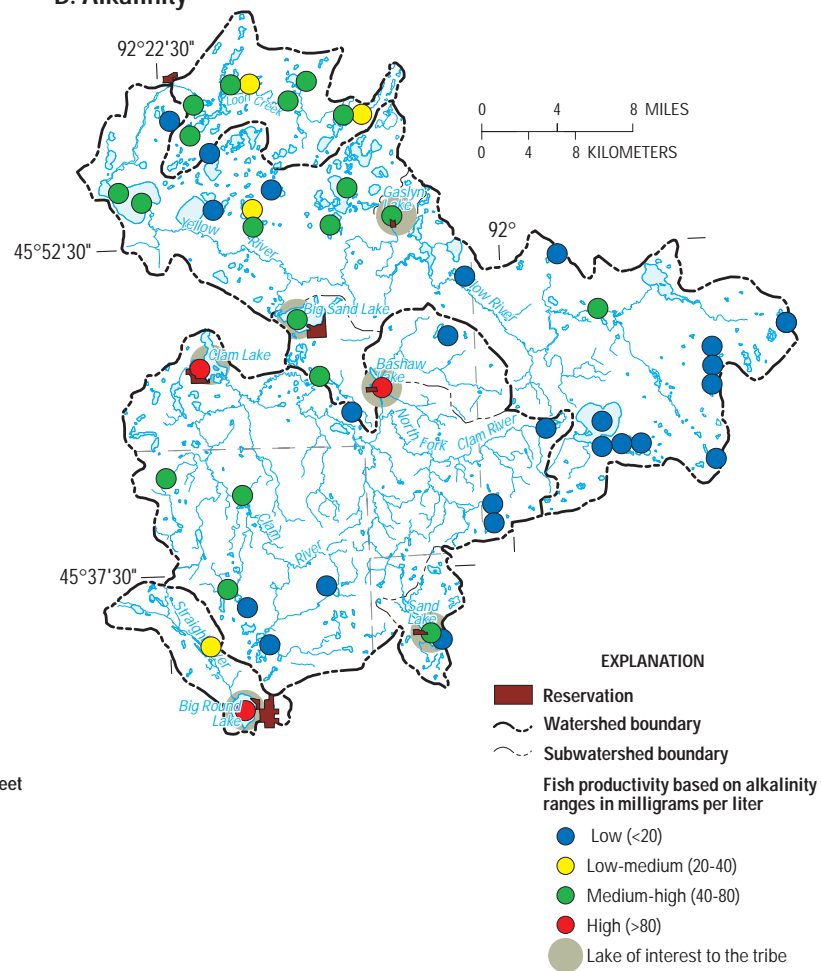 D. Alkalinity
92°22'30"
Loon Creek
0 4 8 MILES
0 4 8 KILOMETERS
Gaslyn
Lake
Yellow
River
92°
45°52'30"
Yellow River
Big Sand Lake
Clam Lake
Bashaw
Lake
North
Fork Clam River
Clam
River
45°37'30"
Straight River
Sand
Lake
Big Round
Lake
EXPLANATION
Reservation
Watershed boundary
Subwatershed boundary
eet
Fish productivity based on alkalinity
ranges in milligrams per liter
Low (<20)
Low-medium (20-40)
Medium-high (40-80)
High (>80)
Lake of interest to the tribe